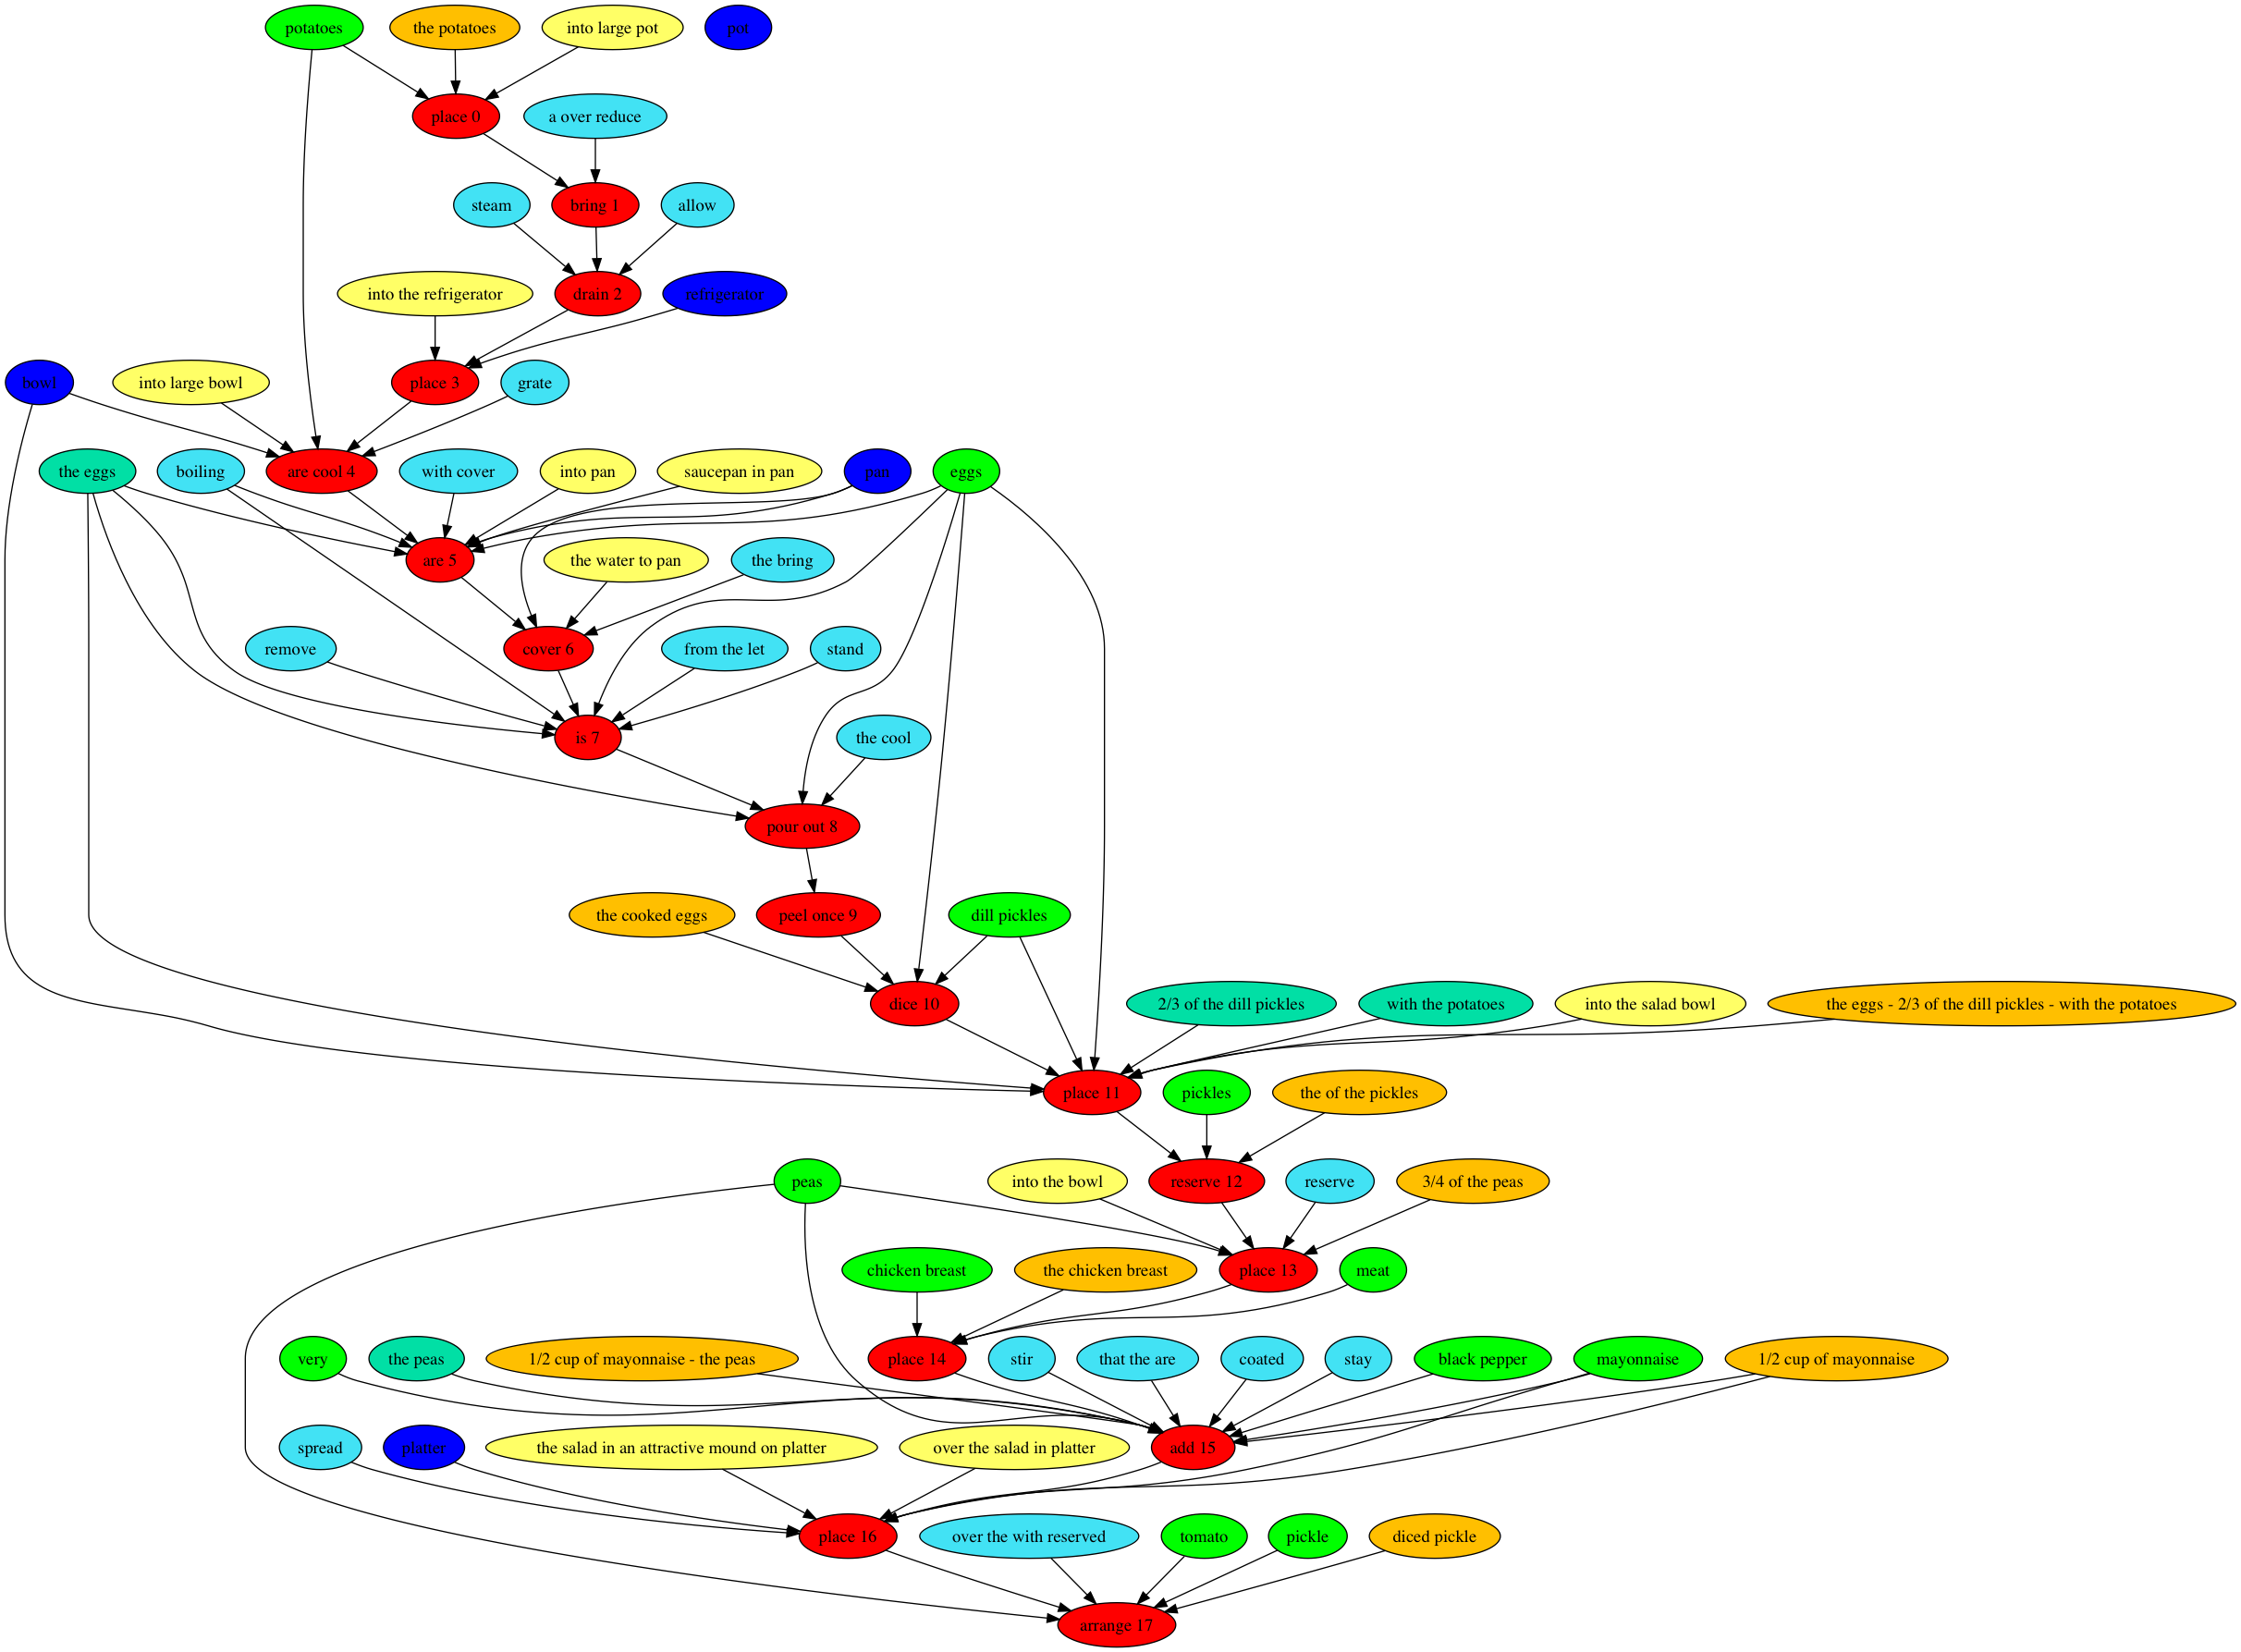 potatoes
the potatoes
into large pot
pot
place 0
a over reduce
steam
bring 1
allow
into the refrigerator
drain 2
refrigerator
bowl
into large bowl
place 3
grate
the eggs
boiling
are cool 4
with cover
into pan
saucepan in pan
pan
eggs
are 5
the water to pan
the bring
remove
cover 6
from the let
stand
is 7
the cool
pour out 8
the cooked eggs
peel once 9
dill pickles
dice 10
2/3 of the dill pickles
with the potatoes
into the salad bowl
the eggs - 2/3 of the dill pickles - with the potatoes
place 11
pickles
the of the pickles
peas
into the bowl
reserve 12
reserve
3/4 of the peas
chicken breast
the chicken breast
place 13
meat
very
the peas
1/2 cup of mayonnaise - the peas
place 14
stir
that the are
coated
stay
black pepper
mayonnaise
1/2 cup of mayonnaise
spread
platter
the salad in an attractive mound on platter
over the salad in platter
add 15
place 16
over the with reserved
tomato
pickle
diced pickle
arrange 17